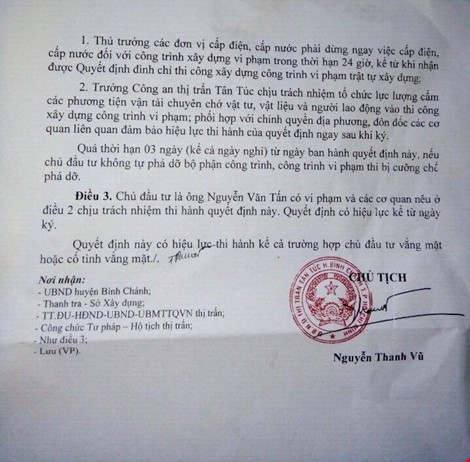 1. Thủ trưởng các đơn vị cấp điện, cấp nước phải dừng ngay việc cấp điện,
cấp nước đối với công trình xây dựng vi phạm trong thời hạn 24 giờ, kể từ khi nhận
được Quyết định đình chỉ thi công xây dựng công trình vi phạm trật tự xây dựng;
2. Trưởng Công an thị trấn Tân Túc chịu trách nhiệm tổ chức lực lượng cấm
các phương tiện vận tải chuyên chở vật tư, vật liệu và người lao động vào thi công
xây dựng công trình vi phạm; phối hợp với chính quyền địa phương, đôn đốc các cơ
quan liên quan đảm bảo hiệu lực thi hành của quyết định ngay sau khi ký.
Quá thời hạn 03 ngày (kể cả ngày nghỉ) từ ngày ban hành quyết định này, nếu
chủ đầu tư không tự phá dỡ bộ phận công trình, công trình vi phạm thì bị cưỡng chế
phá dỡ.
Điều 3. Chủ đầu tư là ông Nguyễn Văn Tấn có vi phạm và các cơ quan nêu ở
điều 2 chịu trách nhiệm thi hành quyết định này. Quyết định có hiệu lực kể từ ngày
ký.
Quyết định này có hiệu lực thi hành kể cả trường hợp chủ đầu tư vắng mặt
hoặc cố tình vắng mặt./.
Nơi nhận:
- UBND huyện Bình Chánh;
- Thanh tra - Sở Xây dựng;
- TT.ĐU-HĐND-UBND-UBMTTQVN thị trấn;
- Công chức Tư pháp – Hộ tịch thị trấn;
- Như điều 3;
- Lưu (VP).
CHỦ TỊCH
U.B.N.D THỊ TRẤN TÂN TÚC H.BÌNH CHÁNH T.P HỒ CHÍ MINH
Nguyễn Thanh Vũ